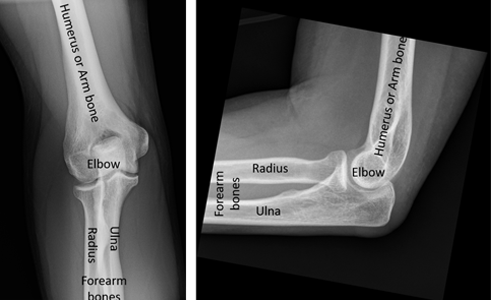 Humerus or Arm bone
Elbow
Radius
Ulna
Forearm
bones
Humerus or Arm bone
Elbow
Radius
Forearm
bones
Ulna